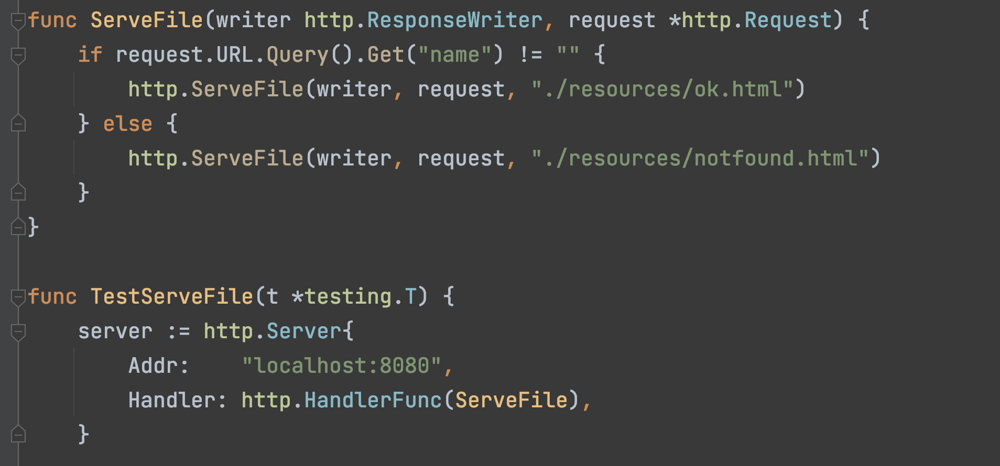 func ServeFile(writer http.ResponseWriter, request *http.Request) {
    if request.URL.Query().Get("name") != "" {
        http.ServeFile(writer, request, "./resources/ok.html")
    } else {
        http.ServeFile(writer, request, "./resources/notfound.html")
    }
}

func TestServeFile(t *testing.T) {
    server := http.Server{
        Addr:    "localhost:8080",
        Handler: http.HandlerFunc(ServeFile),
    }